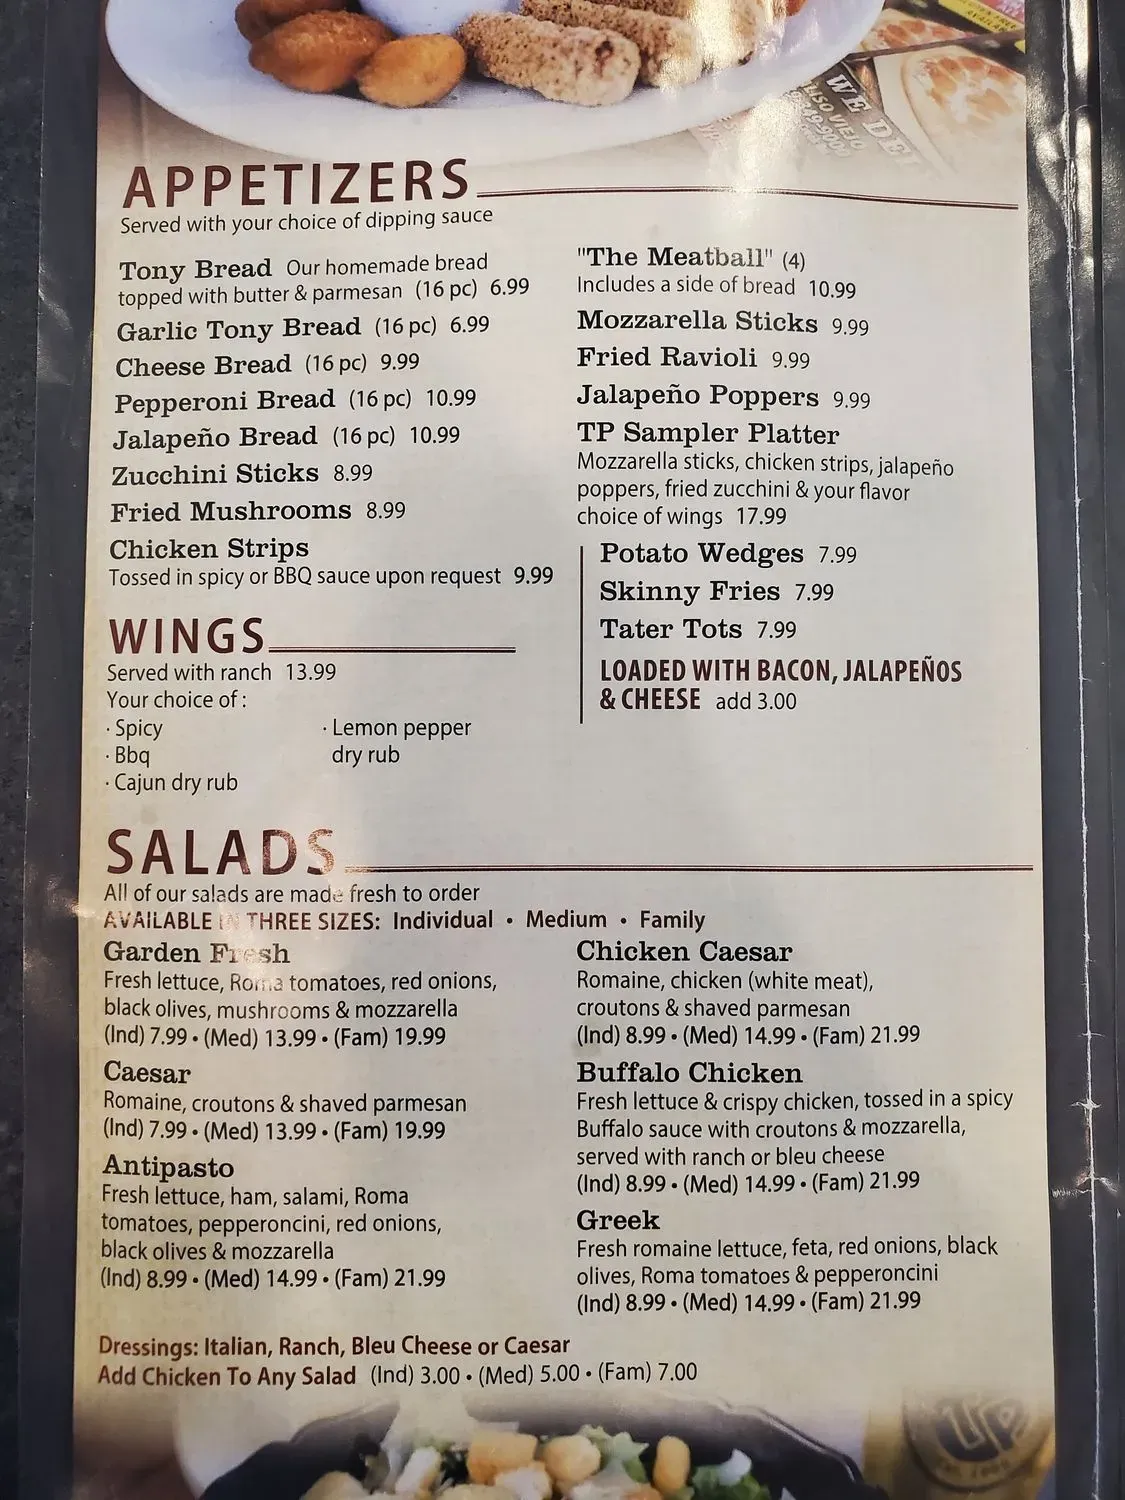 WE DEL
ALISO VIEJO
APPETIZERS
Served with your choice of dipping sauce
Tony Bread Our homemade bread
topped with butter & parmesan (16 pc) 6.99
Garlic Tony Bread (16 pc) 6.99
Cheese Bread (16 pc) 9.99
Pepperoni Bread (16 pc) 10.99
Jalapeño Bread (16 pc) 10.99
Zucchini Sticks 8.99
Fried Mushrooms 8.99
Chicken Strips
Tossed in spicy or BBQ sauce upon request 9.99
"The Meatball" (4)
Includes a side of bread 10.99
Mozzarella Sticks 9.99
Fried Ravioli 9.99
Jalapeño Poppers 9.99
TP Sampler Platter
Mozzarella sticks, chicken strips, jalapeño
poppers, fried zucchini & your flavor
choice of wings 17.99
Potato Wedges 7.99
Skinny Fries 7.99
Tater Tots 7.99
LOADED WITH BACON, JALAPEÑOS
& CHEESE add 3.00
WINGS
Served with ranch 13.99
Your choice of :
· Spicy
· Bbq
· Cajun dry rub
· Lemon pepper
dry rub
SALADS
All of our salads are made fresh to order
AVAILABLE IN THREE SIZES: Individual • Medium • Family
Garden Fresh
Fresh lettuce, Roma tomatoes, red onions,
black olives, mushrooms & mozzarella
(Ind) 7.99 • (Med) 13.99 • (Fam) 19.99
Caesar
Romaine, croutons & shaved parmesan
(Ind) 7.99 • (Med) 13.99 • (Fam) 19.99
Antipasto
Fresh lettuce, ham, salami, Roma
tomatoes, pepperoncini, red onions,
black olives & mozzarella
(Ind) 8.99 • (Med) 14.99 • (Fam) 21.99
Chicken Caesar
Romaine, chicken (white meat),
croutons & shaved parmesan
(Ind) 8.99 • (Med) 14.99 • (Fam) 21.99
Buffalo Chicken
Fresh lettuce & crispy chicken, tossed in a spicy
Buffalo sauce with croutons & mozzarella,
served with ranch or bleu cheese
(Ind) 8.99 • (Med) 14.99 • (Fam) 21.99
Greek
Fresh romaine lettuce, feta, red onions, black
olives, Roma tomatoes & pepperoncini
(Ind) 8.99 • (Med) 14.99 • (Fam) 21.99
Dressings: Italian, Ranch, Bleu Cheese or Caesar
Add Chicken To Any Salad (Ind) 3.00 • (Med) 5.00 • (Fam) 7.00